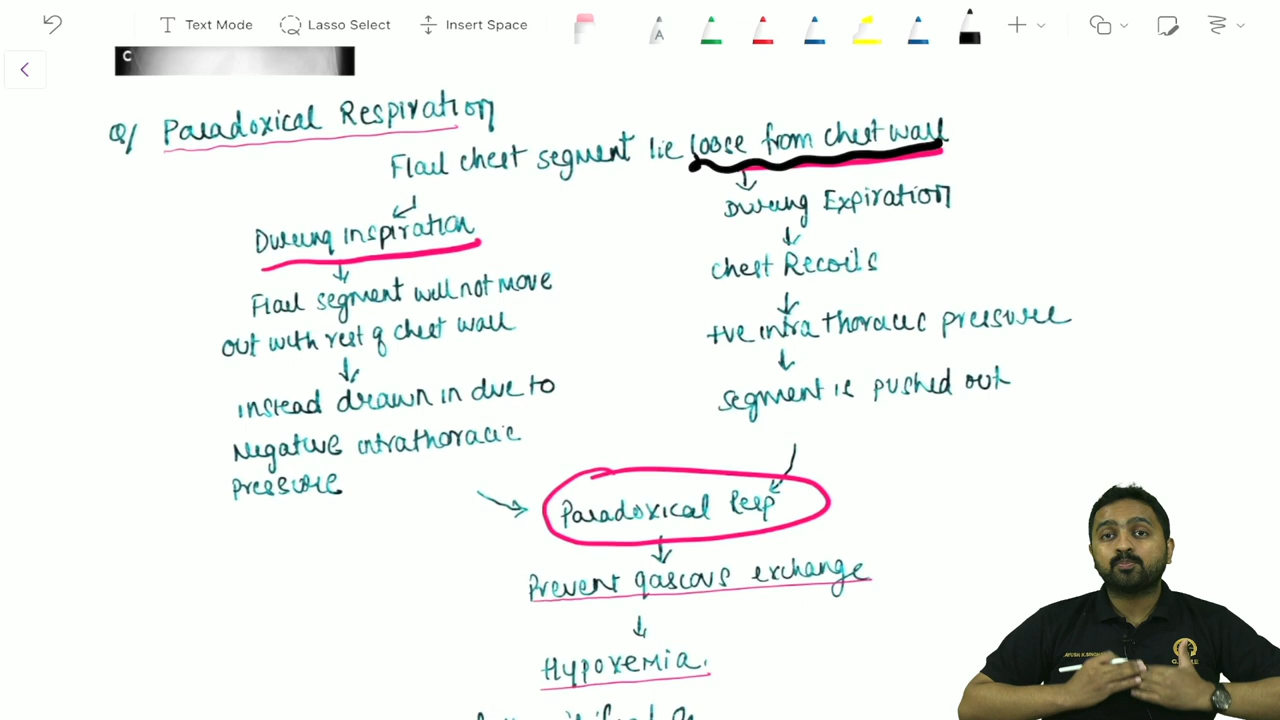 Text Mode
Lasso Select
Insert Space
A
C
Q/ Paradoxical Respiration
Flail chest segment lie loose from chest wall
During inspiration
Flail segment will not move
out with rest of chest wall
Instead drawn in due to
Negative intrathoracic
pressure
During Expiration
chest Recoils
+ve intra thoracic pressure
segment is pushed out
Paradoxical Resp
Prevent gaseous exchange
Hypoxemia.